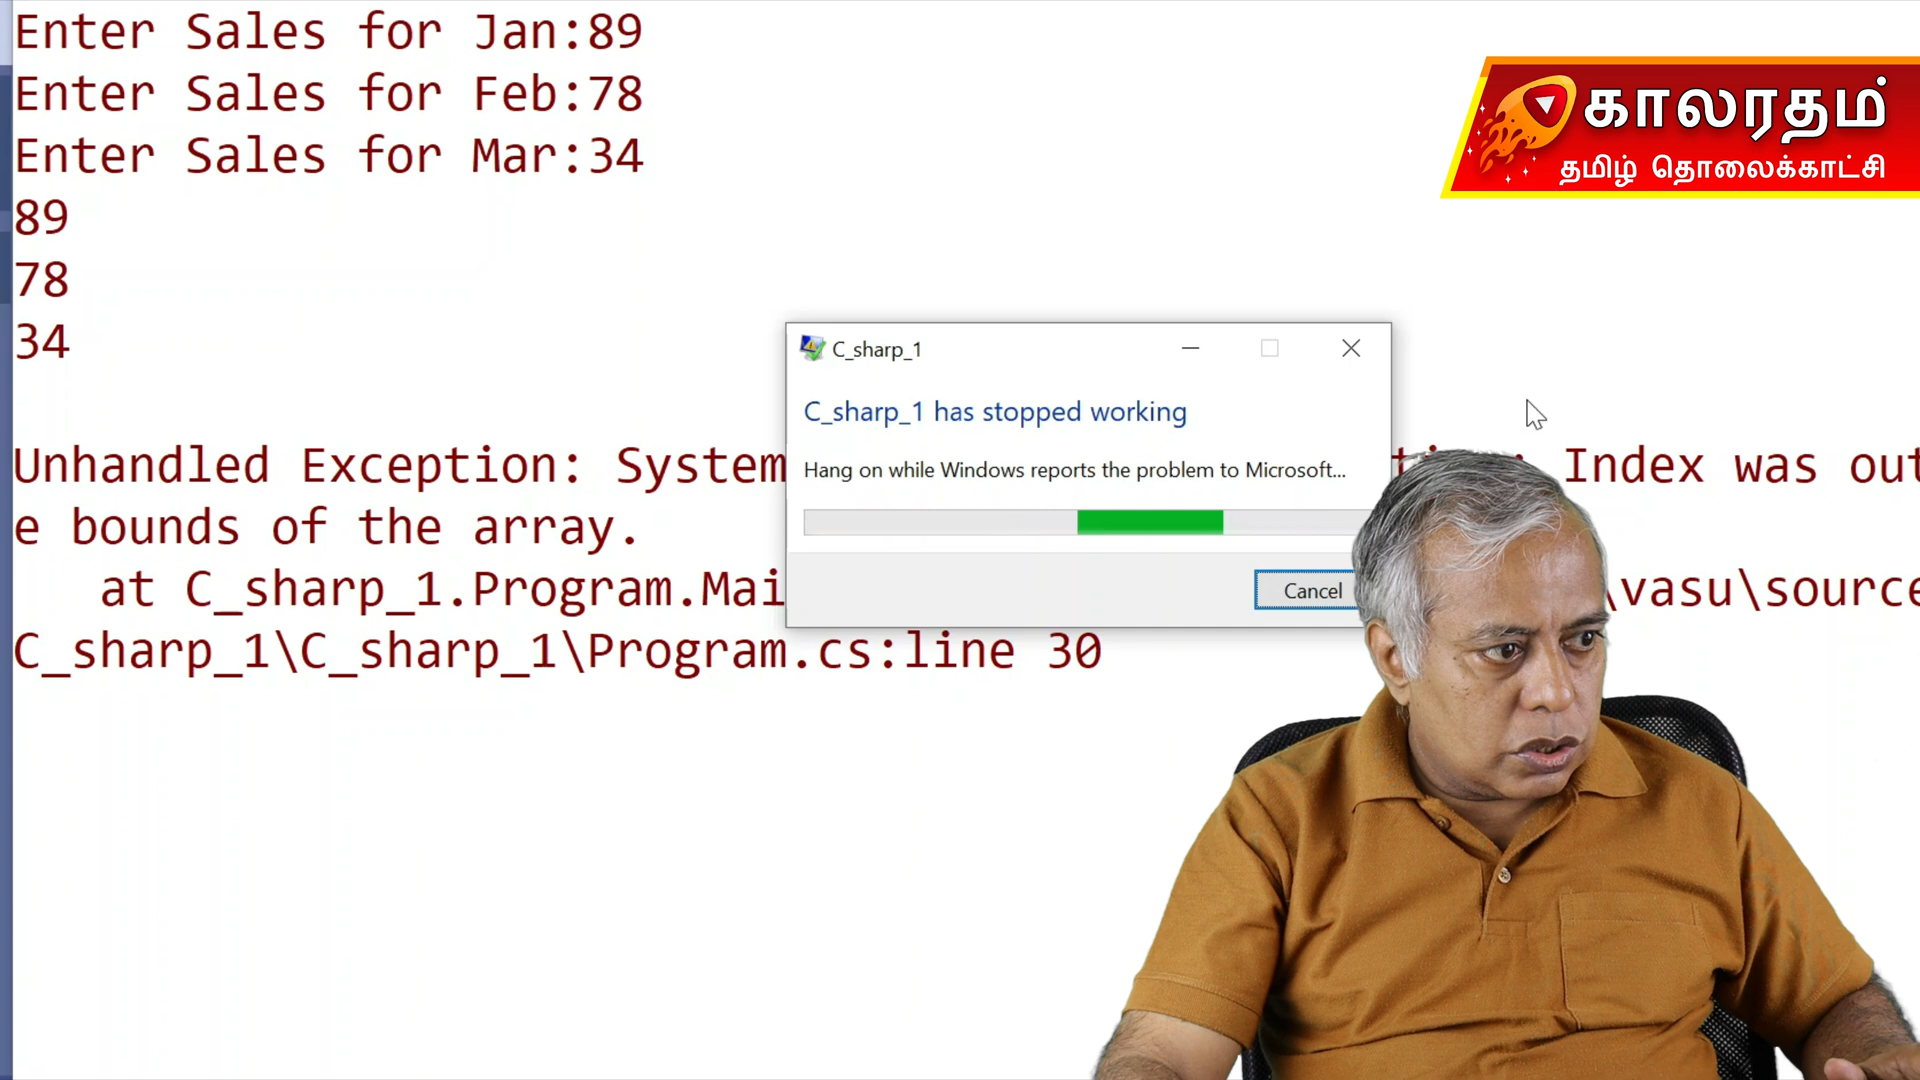 Enter Sales for Jan:89
Enter Sales for Feb:78
Enter Sales for Mar:34
89
78
34
Unhandled Exception: System
Index was out
e bounds of the array.
at C_sharp_1.Program.Mai
\vasu\source
C_sharp_1\C_sharp_1\Program.cs:line 30
C_sharp_1
C_sharp_1 has stopped working
Hang on while Windows reports the problem to Microsoft...
Cancel
காலரதம்
தமிழ் தொலைக்காட்சி